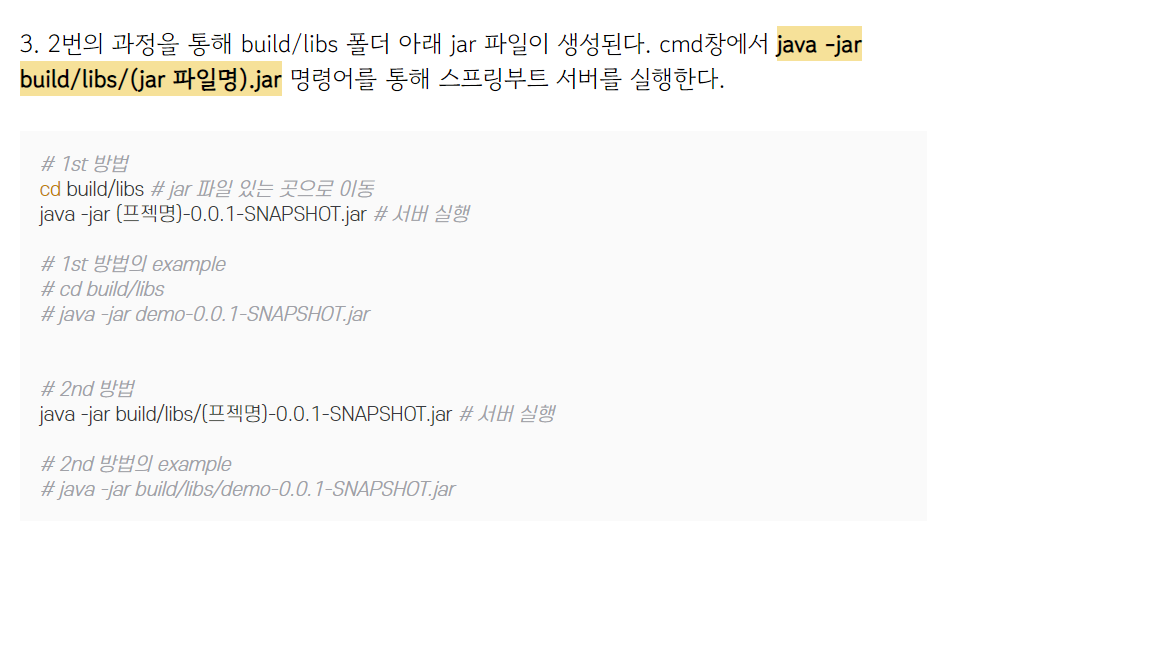 3. 2번의 과정을 통해 build/libs 폴더 아래 jar 파일이 생성된다. cmd창에서 java -jar
build/libs/(jar 파일명).jar 명령어를 통해 스프링부트 서버를 실행한다.
# 1st 방법
cd build/libs # jar 파일 있는 곳으로 이동
java -jar (프젝명)-0.0.1-SNAPSHOT.jar # 서버 실행
# 1st 방법의 example
# cd build/libs
# java -jar demo-0.0.1-SNAPSHOT.jar
# 2nd 방법
java -jar build/libs/(프젝명)-0.0.1-SNAPSHOT.jar # 서버 실행
# 2nd 방법의 example
# java -jar build/libs/demo-0.0.1-SNAPSHOT.jar